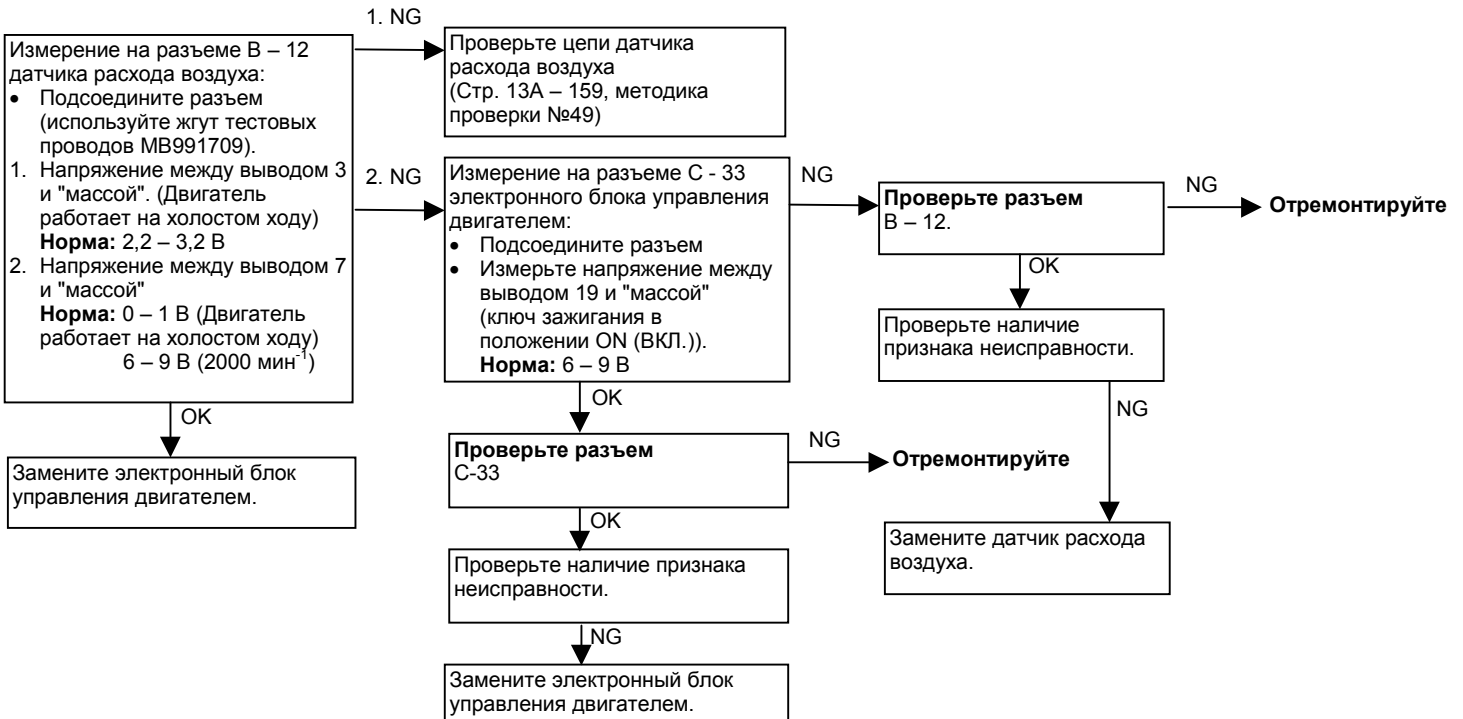 1. NG
Измерение на разъеме В – 12
датчика расхода воздуха:
• Подсоедините разъем
(используйте жгут тестовых
проводов MB991709).
1. Напряжение между выводом 3
и "массой". (Двигатель
работает на холостом ходу)
Норма: 2,2 – 3,2 В
2. Напряжение между выводом 7
и "массой"
Норма: 0 – 1 В (Двигатель
работает на холостом ходу)
6 – 9 В (2000 мин⁻¹)
Проверьте цепи датчика
расхода воздуха
(Стр. 13А – 159, методика
проверки №49)
2. NG
Измерение на разъеме С - 33
электронного блока управления
двигателем:
• Подсоедините разъем
• Измерьте напряжение между
выводом 19 и "массой"
(ключ зажигания в
положении ON (ВКЛ.)).
Норма: 6 – 9 В
NG
Проверьте разъем
В – 12.
NG
Отремонтируйте
OK
Проверьте наличие
признака неисправности.
NG
Замените датчик расхода
воздуха.
OK
Замените электронный блок
управления двигателем.
OK
Проверьте разъем
С-33
NG
Отремонтируйте
OK
Проверьте наличие признака
неисправности.
NG
Замените электронный блок
управления двигателем.